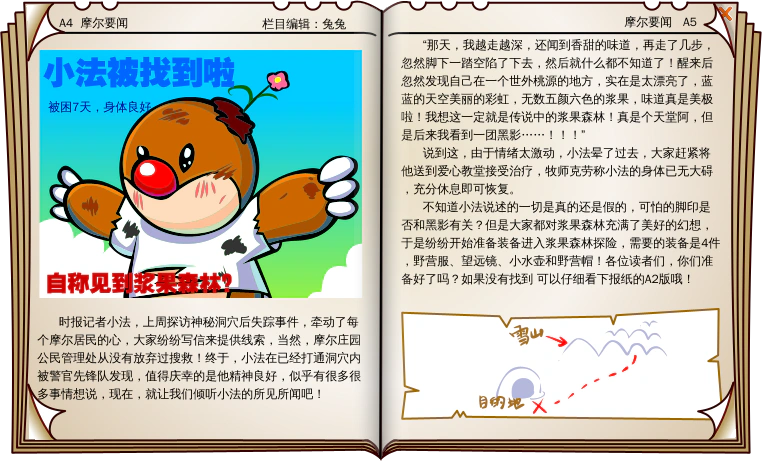 A4 摩尔要闻
栏目编辑：兔兔
小法被找到啦
被困7天，身体良好
自称见到浆果森林？
时报记者小法，上周探访神秘洞穴后失踪事件，牵动了每
个摩尔居民的心，大家纷纷写信来提供线索，当然，摩尔庄园
公民管理处从没有放弃过搜救！终于，小法在已经打通洞穴内
被警官先锋队发现，值得庆幸的是他精神良好，似乎有很多很
多事情想说，现在，就让我们倾听小法的所见所闻吧！
摩尔要闻 A5
“那天，我越走越深，还闻到香甜的味道，再走了几步，
忽然脚下一踏空陷了下去，然后就什么都不知道了！醒来后
忽然发现自己在一个世外桃源的地方，实在是太漂亮了，蓝
蓝的天空美丽的彩虹，无数五颜六色的浆果，味道真是美极
啦！我想这一定就是传说中的浆果森林！真是个天堂阿，但
是后来我看到一团黑影……！！！”
说到这，由于情绪太激动，小法晕了过去，大家赶紧将
他送到爱心教堂接受治疗，牧师克劳称小法的身体已无大碍
，充分休息即可恢复。
不知道小法说述的一切是真的还是假的，可怕的脚印是
否和黑影有关？但是大家都对浆果森林充满了美好的幻想，
于是纷纷开始准备装备进入浆果森林探险，需要的装备是4件
，野营服、望远镜、小水壶和野营帽！各位读者们，你们准
备好了吗？如果没有找到 可以仔细看下报纸的A2版哦！
雪山
目的地